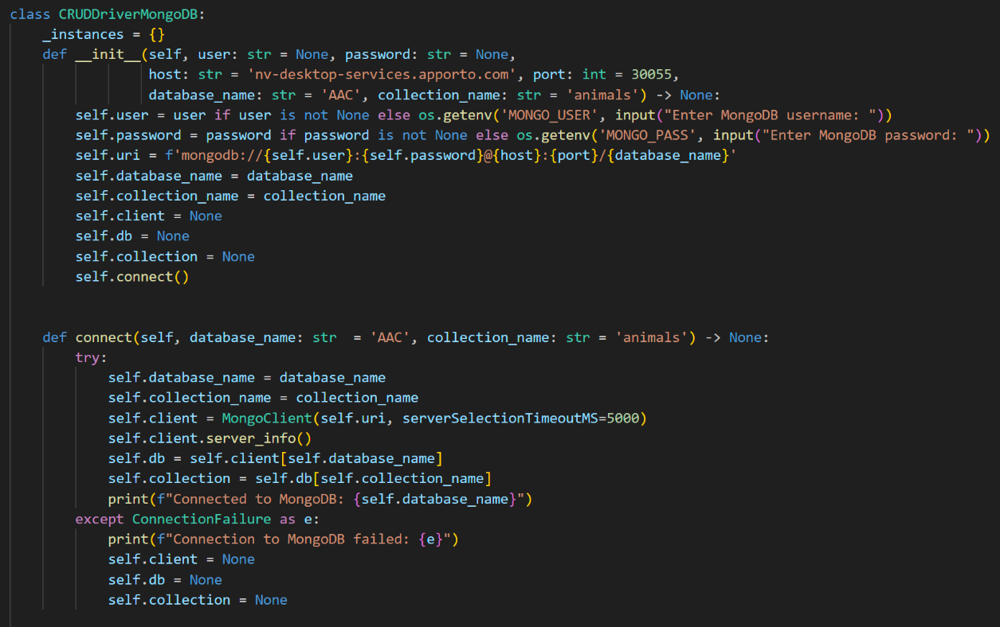 class CRUDDriverMongoDB:
    _instances = {}
    def __init__(self, user: str = None, password: str = None,
                 host: str = 'nv-desktop-services.apporto.com', port: int = 30055,
                 database_name: str = 'AAC', collection_name: str = 'animals') -> None:
        self.user = user if user is not None else os.getenv('MONGO_USER', input("Enter MongoDB username: "))
        self.password = password if password is not None else os.getenv('MONGO_PASS', input("Enter MongoDB password: "))
        self.uri = f'mongodb://{self.user}:{self.password}@{host}:{port}/{database_name}'
        self.database_name = database_name
        self.collection_name = collection_name
        self.client = None
        self.db = None
        self.collection = None
        self.connect()
    def connect(self, database_name: str  = 'AAC', collection_name: str = 'animals') -> None:
        try:
            self.database_name = database_name
            self.collection_name = collection_name
            self.client = MongoClient(self.uri, serverSelectionTimeoutMS=5000)
            self.client.server_info()
            self.db = self.client[self.database_name]
            self.collection = self.db[self.collection_name]
            print(f"Connected to MongoDB: {self.database_name}")
        except ConnectionFailure as e:
            print(f"Connection to MongoDB failed: {e}")
            self.client = None
            self.db = None
            self.collection = None